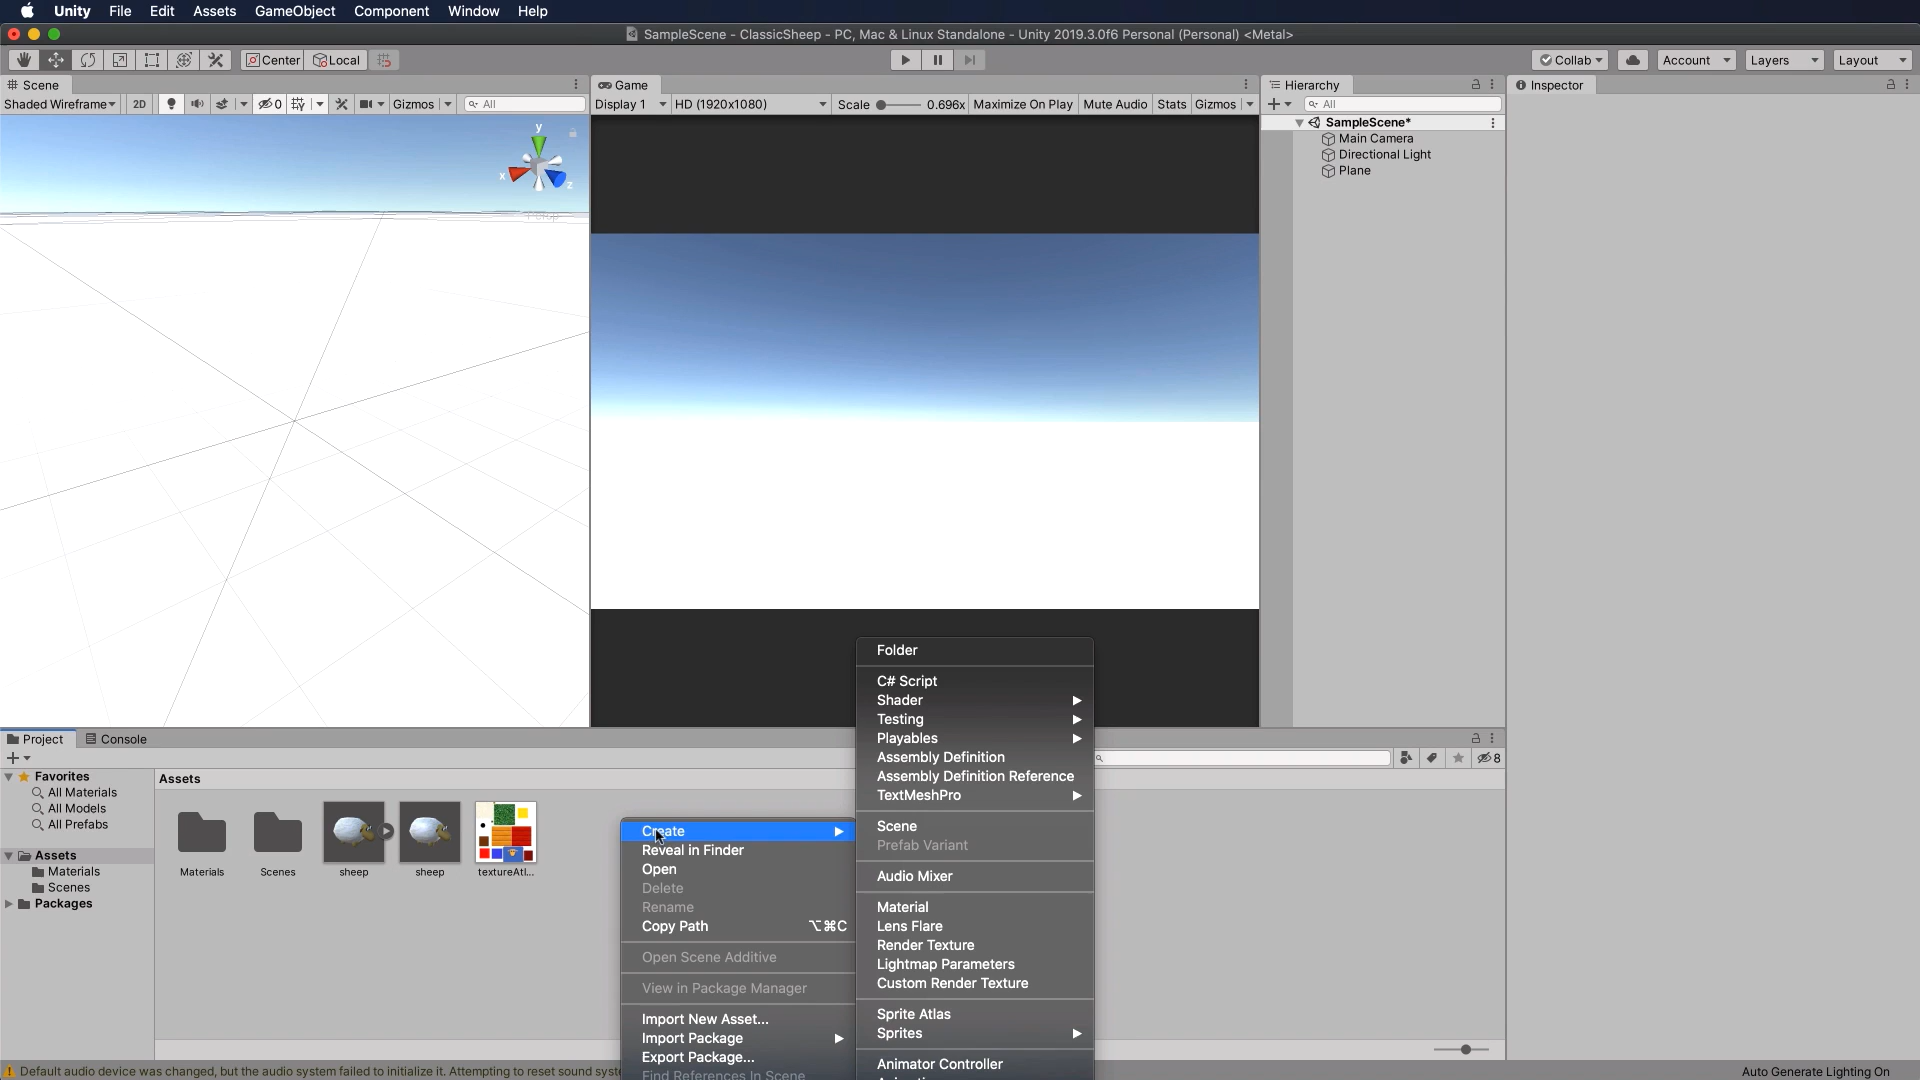 Unity File Edit Assets GameObject Component Window Help
SampleScene - ClassicSheep - PC, Mac & Linux Standalone - Unity 2019.3.0f6 Personal (Personal) <Metal>
Center Local Collab Account Layers Layout
Scene Game Hierarchy Inspector
Shaded Wireframe 2D 0 Gizmos All Display 1 HD (1920x1080) Scale 0.696x Maximize On Play Mute Audio Stats Gizmos All
y
x
z
Persp
SampleScene*
Main Camera
Directional Light
Plane
Folder
C# Script
Shader
Testing
Playables
Assembly Definition
Assembly Definition Reference
TextMeshPro
Scene
Prefab Variant
Audio Mixer
Material
Lens Flare
Render Texture
Lightmap Parameters
Custom Render Texture
Sprite Atlas
Sprites
Animator Controller
Project Console
8
Favorites
All Materials
All Models
All Prefabs
Assets
Materials
Scenes
Packages
Assets
Materials Scenes sheep sheep textureAtl...
Create
Reveal in Finder
Open
Delete
Rename
Copy Path ⌥⌘C
Open Scene Additive
View in Package Manager
Import New Asset...
Import Package
Export Package...
Find References In Scene
Default audio device was changed, but the audio system failed to initialize it. Attempting to reset sound syste
Auto Generate Lighting On